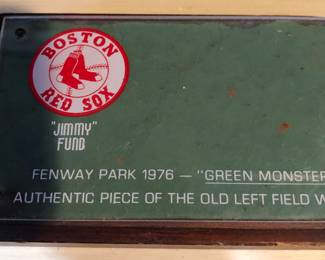 BOSTON
RED SOX
"JIMMY"
FUND
FENWAY PARK 1976 — "GREEN MONSTER
AUTHENTIC PIECE OF THE OLD LEFT FIELD W